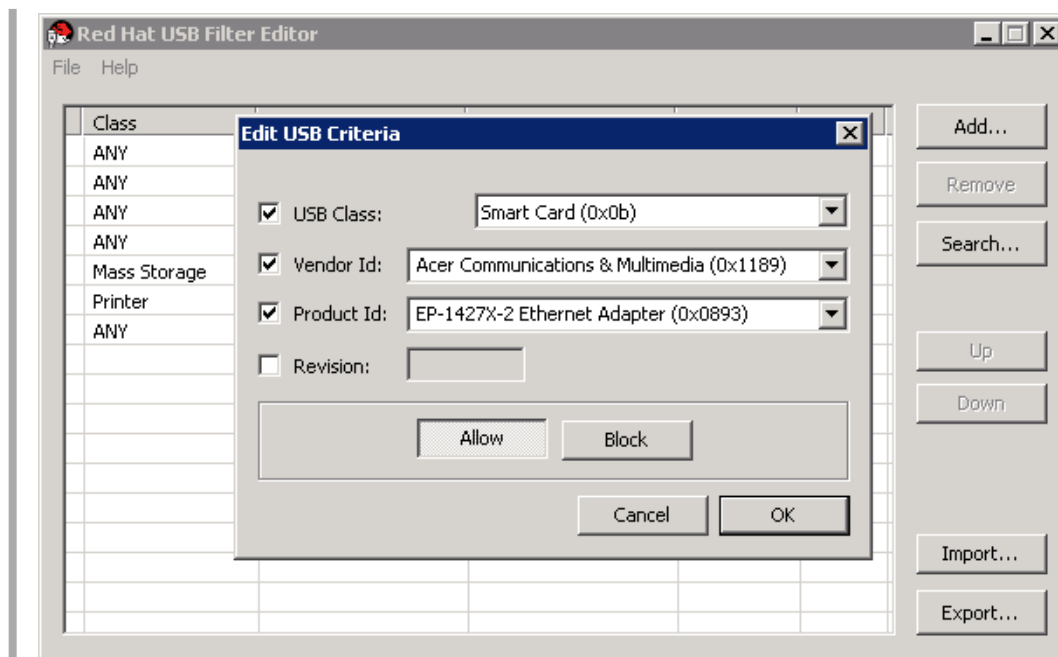 Red Hat USB Filter Editor
File Help
Class
ANY
ANY
ANY
ANY
Mass Storage
Printer
ANY
Edit USB Criteria
USB Class: Smart Card (0x0b)
Vendor Id: Acer Communications & Multimedia (0x1189)
Product Id: EP-1427X-2 Ethernet Adapter (0x0893)
Revision:
Allow Block
Cancel OK
Add...
Remove
Search...
Up
Down
Import...
Export...